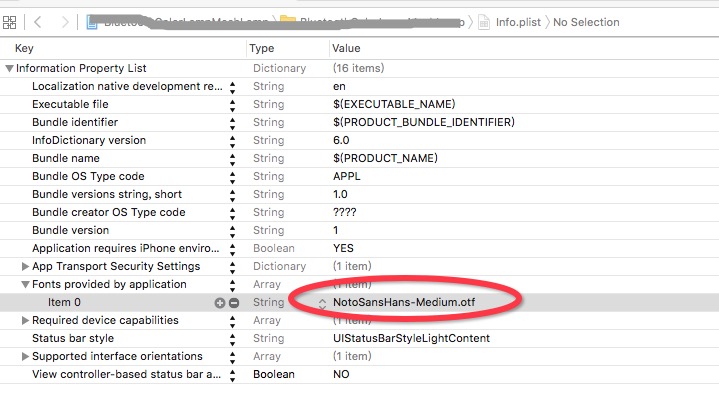 Info.plist No Selection
Key Type Value
Information Property List Dictionary (16 items)
Localization native development re... String en
Executable file String $(EXECUTABLE_NAME)
Bundle identifier String $(PRODUCT_BUNDLE_IDENTIFIER)
InfoDictionary version String 6.0
Bundle name String $(PRODUCT_NAME)
Bundle OS Type code String APPL
Bundle versions string, short String 1.0
Bundle creator OS Type code String ????
Bundle version String 1
Application requires iPhone enviro... Boolean YES
App Transport Security Settings Dictionary (1 item)
Fonts provided by application Array (1 item)
Item 0 String NotoSansHans-Medium.otf
Required device capabilities Array (1 item)
Status bar style String UIStatusBarStyleLightContent
Supported interface orientations Array (1 item)
View controller-based status bar a... Boolean NO